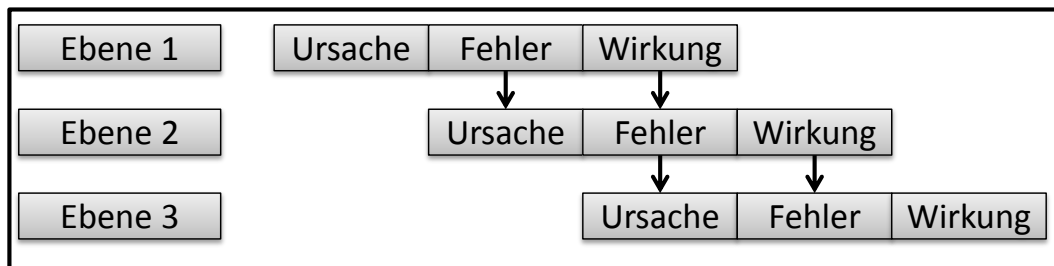 Ebene 1 Ursache Fehler Wirkung
Ebene 2 Ursache Fehler Wirkung
Ebene 3 Ursache Fehler Wirkung